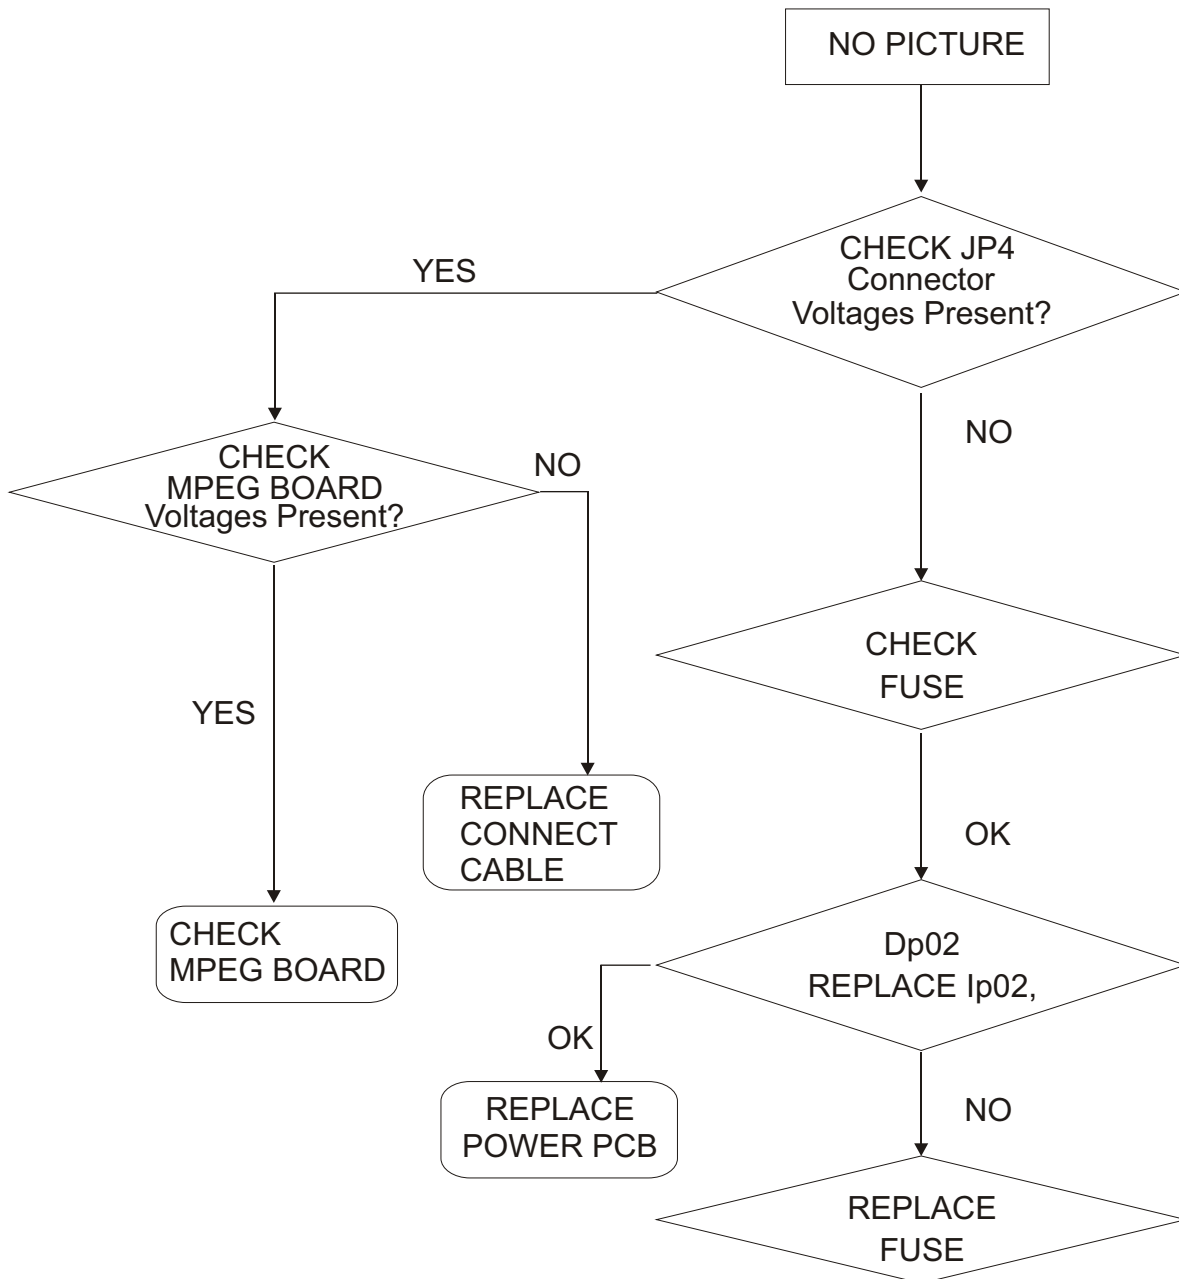 NO PICTURE
CHECK JP4
Connector
Voltages Present?
YES
NO
CHECK
MPEG BOARD
Voltages Present?
NO
YES
CHECK
FUSE
REPLACE
CONNECT
CABLE
OK
CHECK
MPEG BOARD
Dp02
REPLACE Ip02,
OK
REPLACE
POWER PCB
NO
REPLACE
FUSE